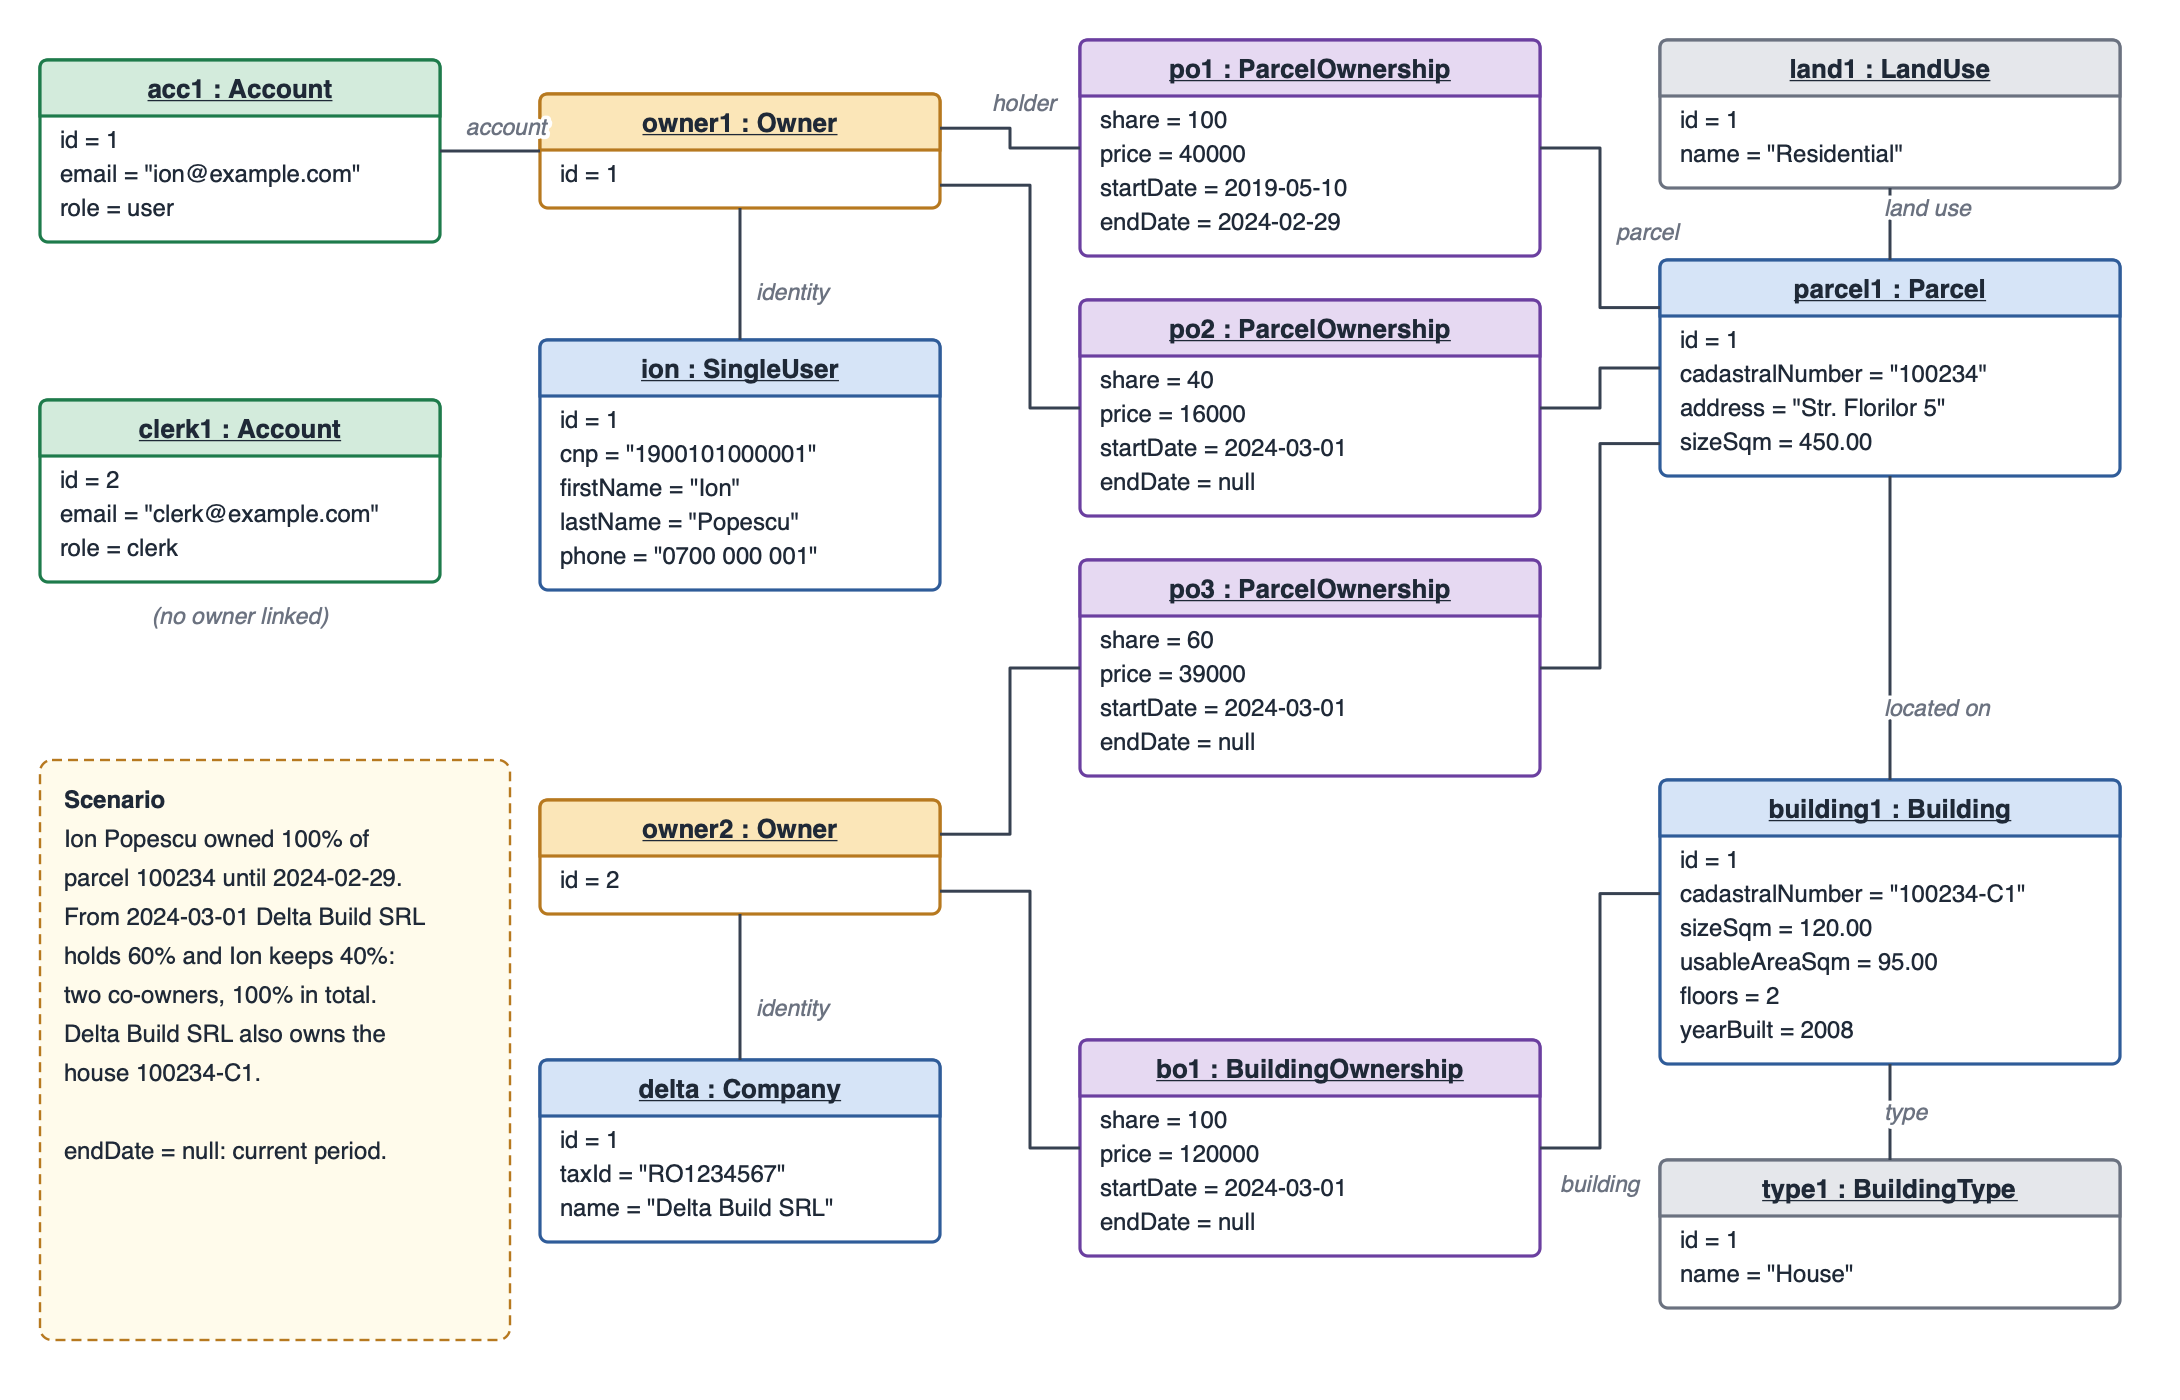 acc1 : Account
id = 1
email = "ion@example.com"
role = user
account
owner1 : Owner
id = 1
holder
po1 : ParcelOwnership
share = 100
price = 40000
startDate = 2019-05-10
endDate = 2024-02-29
parcel
land1 : LandUse
id = 1
name = "Residential"
land use
identity
ion : SingleUser
id = 1
cnp = "1900101000001"
firstName = "Ion"
lastName = "Popescu"
phone = "0700 000 001"
po2 : ParcelOwnership
share = 40
price = 16000
startDate = 2024-03-01
endDate = null
parcel1 : Parcel
id = 1
cadastralNumber = "100234"
address = "Str. Florilor 5"
sizeSqm = 450.00
clerk1 : Account
id = 2
email = "clerk@example.com"
role = clerk
(no owner linked)
po3 : ParcelOwnership
share = 60
price = 39000
startDate = 2024-03-01
endDate = null
located on
Scenario
Ion Popescu owned 100% of
parcel 100234 until 2024-02-29.
From 2024-03-01 Delta Build SRL
holds 60% and Ion keeps 40%:
two co-owners, 100% in total.
Delta Build SRL also owns the
house 100234-C1.
endDate = null: current period.
owner2 : Owner
id = 2
identity
delta : Company
id = 1
taxId = "RO1234567"
name = "Delta Build SRL"
bo1 : BuildingOwnership
share = 100
price = 120000
startDate = 2024-03-01
endDate = null
building
building1 : Building
id = 1
cadastralNumber = "100234-C1"
sizeSqm = 120.00
usableAreaSqm = 95.00
floors = 2
yearBuilt = 2008
type
type1 : BuildingType
id = 1
name = "House"